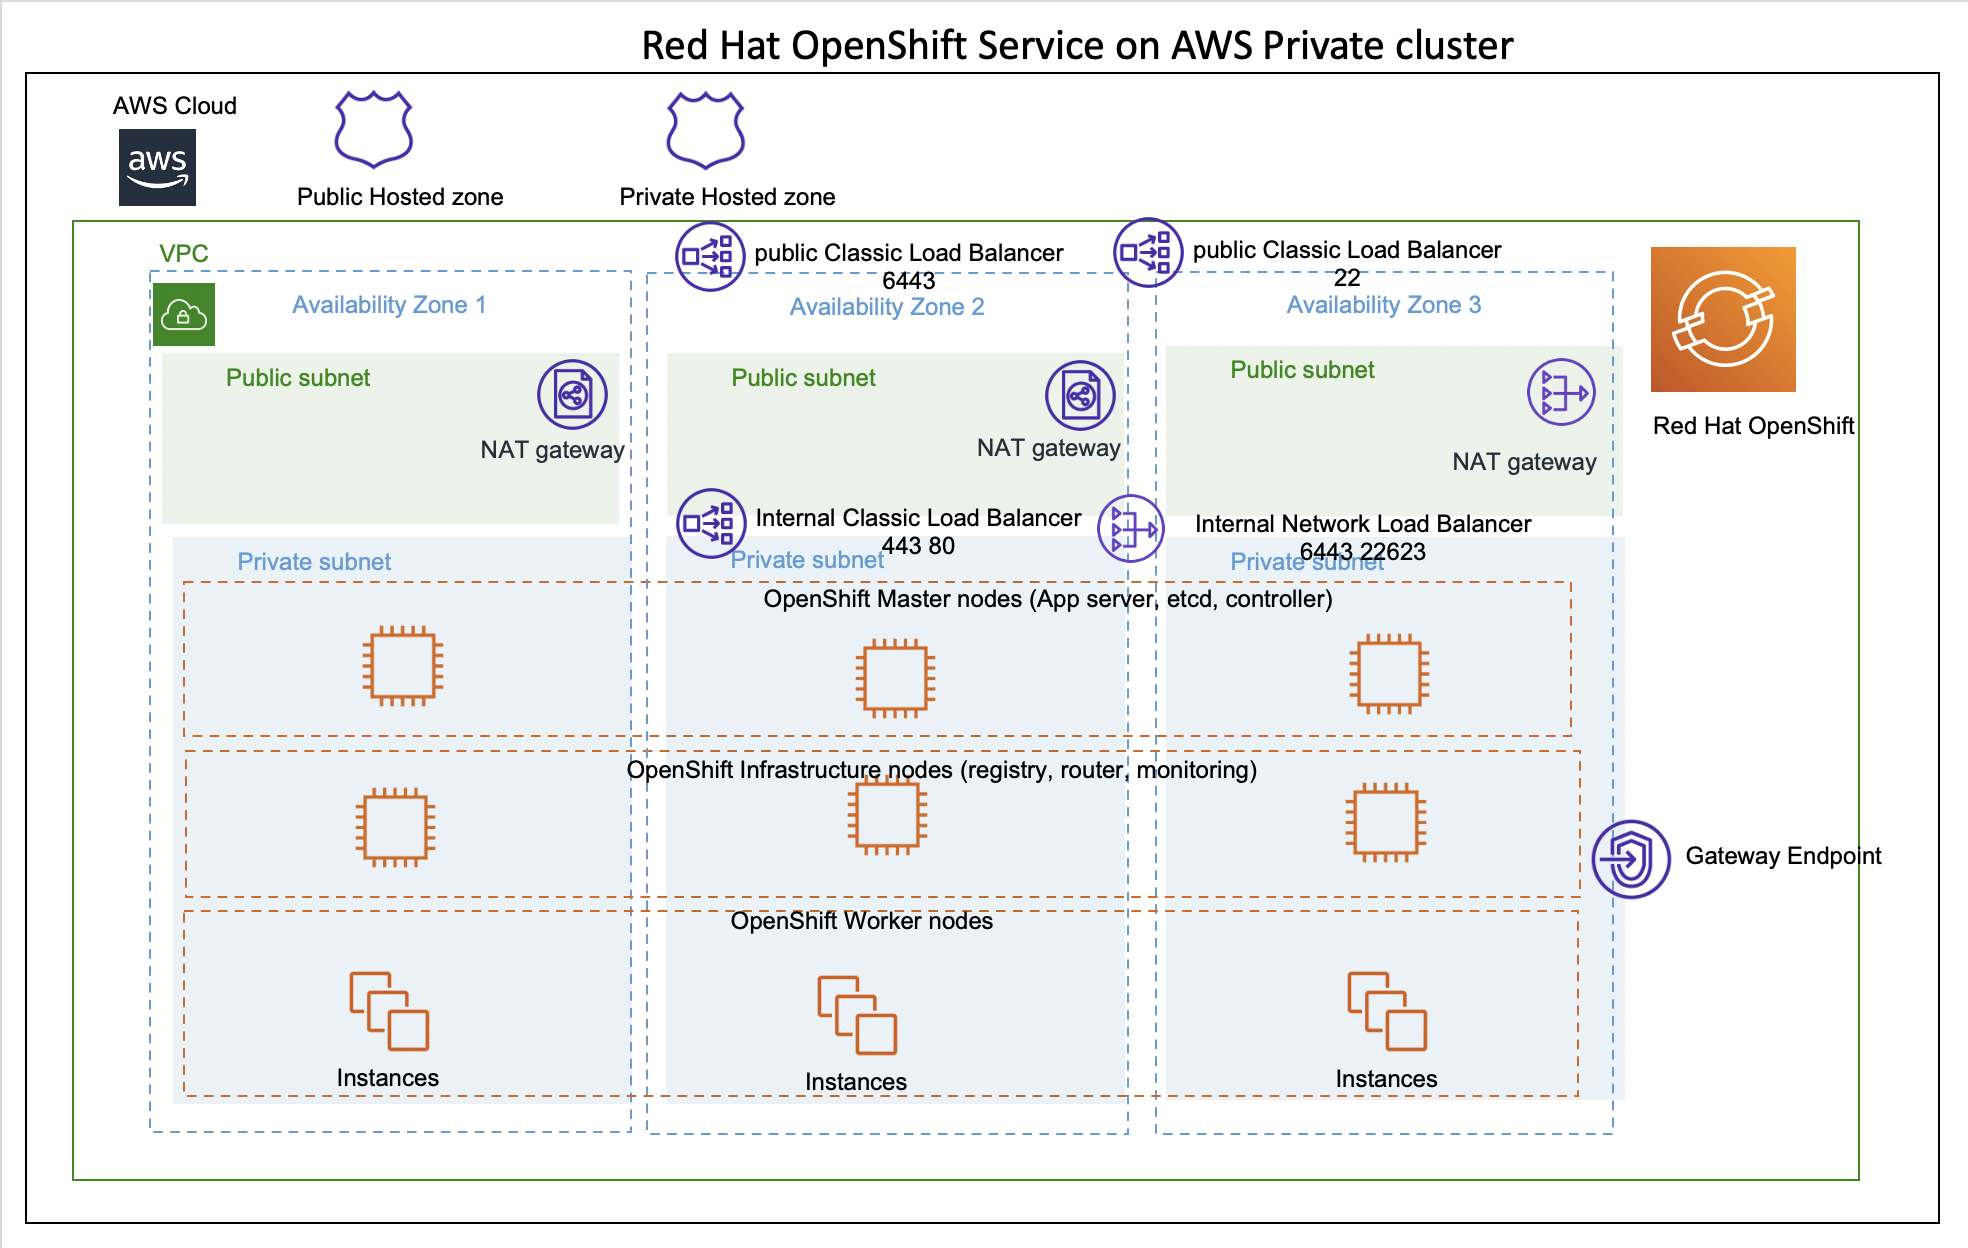 Red Hat OpenShift Service on AWS Private cluster
AWS Cloud
aws
Public Hosted zone
Private Hosted zone
VPC
public Classic Load Balancer
6443
public Classic Load Balancer
22
Availability Zone 1
Availability Zone 2
Availability Zone 3
Public subnet
Public subnet
Public subnet
NAT gateway
NAT gateway
NAT gateway
Red Hat OpenShift
Internal Classic Load Balancer
443 80
Internal Network Load Balancer
6443 22623
Private subnet
Private subnet
Private subnet
OpenShift Master nodes (App server, etcd, controller)
OpenShift Infrastructure nodes (registry, router, monitoring)
Gateway Endpoint
OpenShift Worker nodes
Instances
Instances
Instances